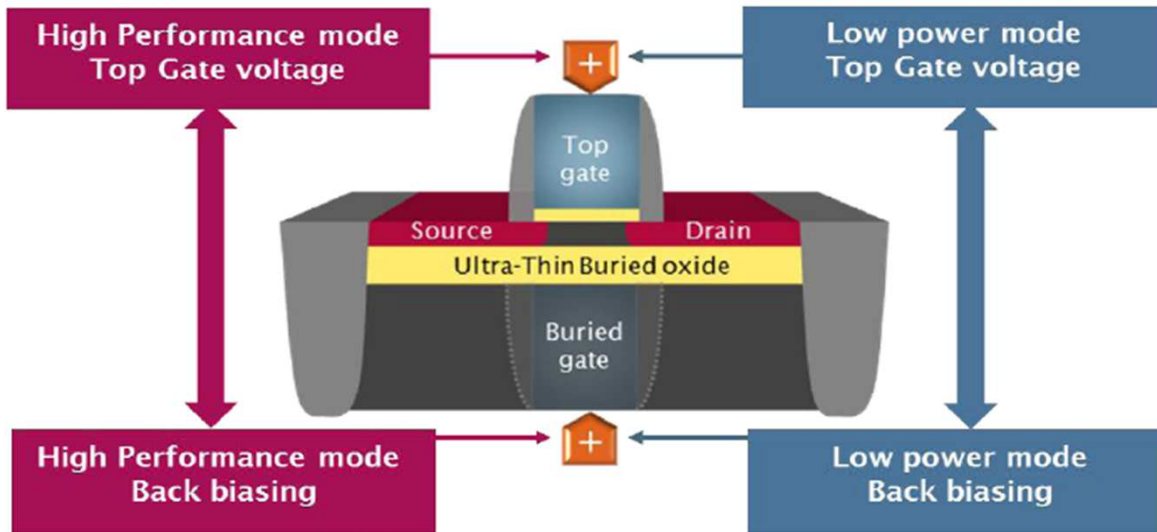 High Performance mode
Top Gate voltage
Low power mode
Top Gate voltage
+
Top
gate
Source
Drain
Ultra-Thin Buried oxide
Buried
gate
+
High Performance mode
Back biasing
Low power mode
Back biasing